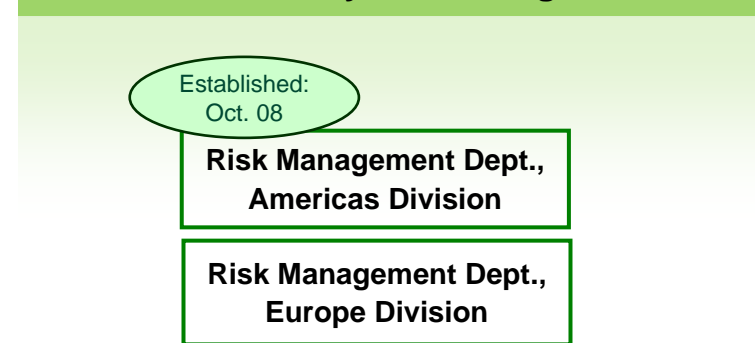 Established:
Oct. 08
Risk Management Dept.,
Americas Division
Risk Management Dept.,
Europe Division